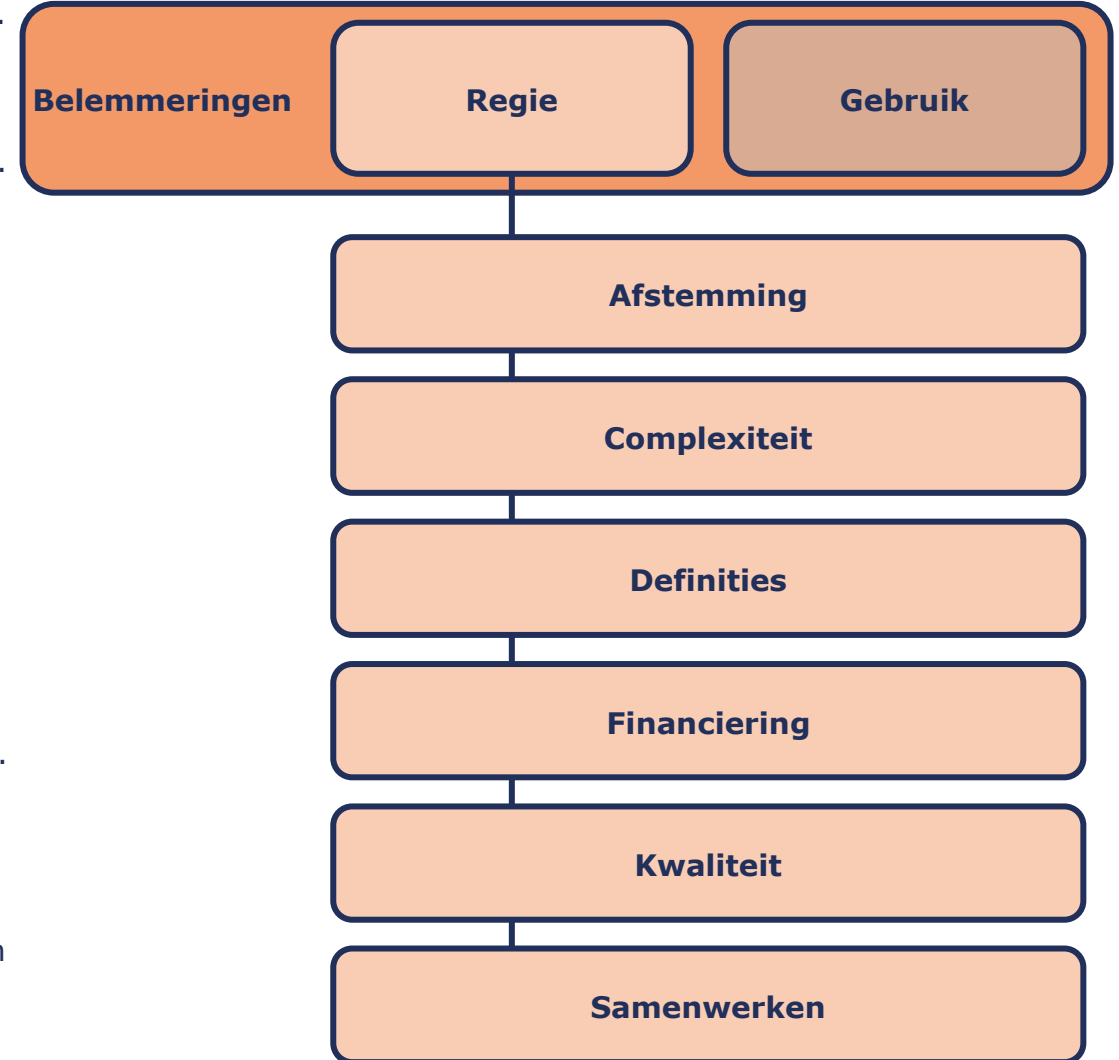 Belemmeringen Regie Gebruik
Afstemming
Complexiteit
Definities
Financiering
Kwaliteit
Samenwerken